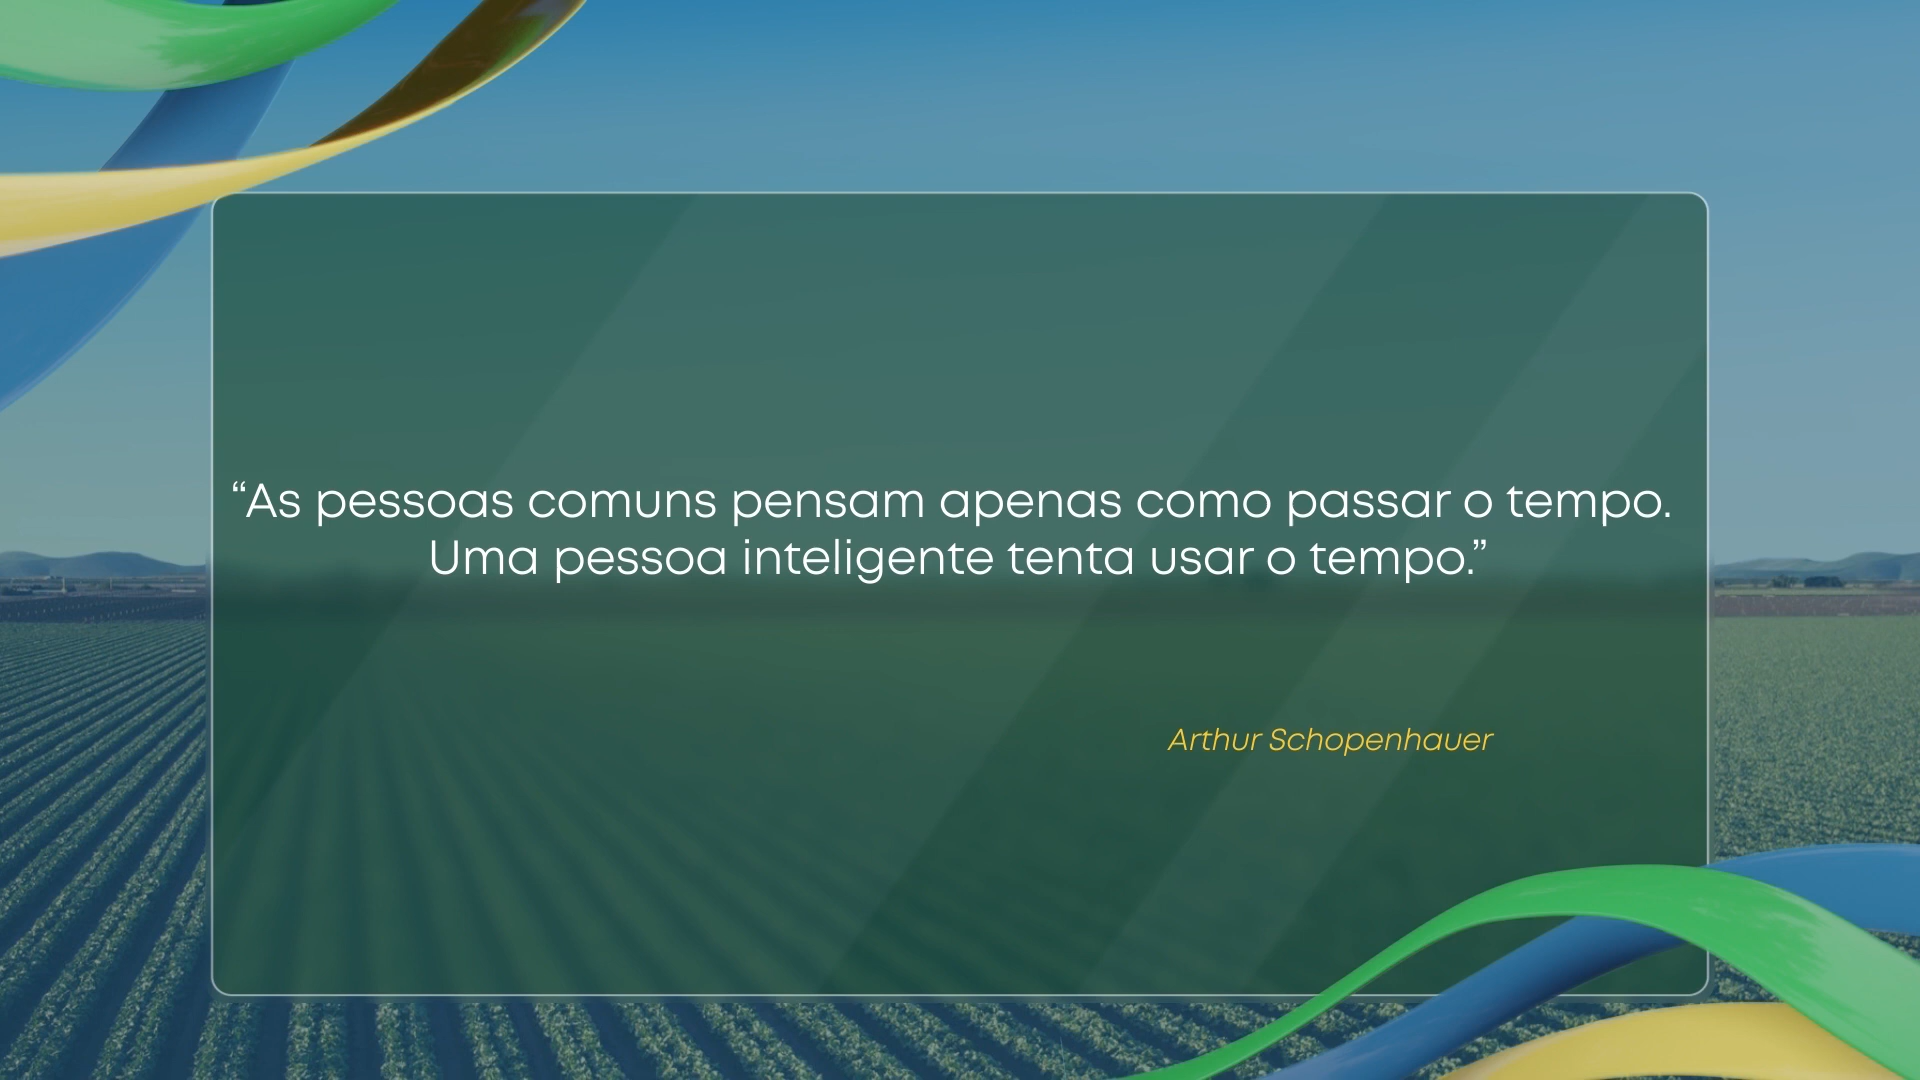 “As pessoas comuns pensam apenas como passar o tempo.
Uma pessoa inteligente tenta usar o tempo.”
Arthur Schopenhauer